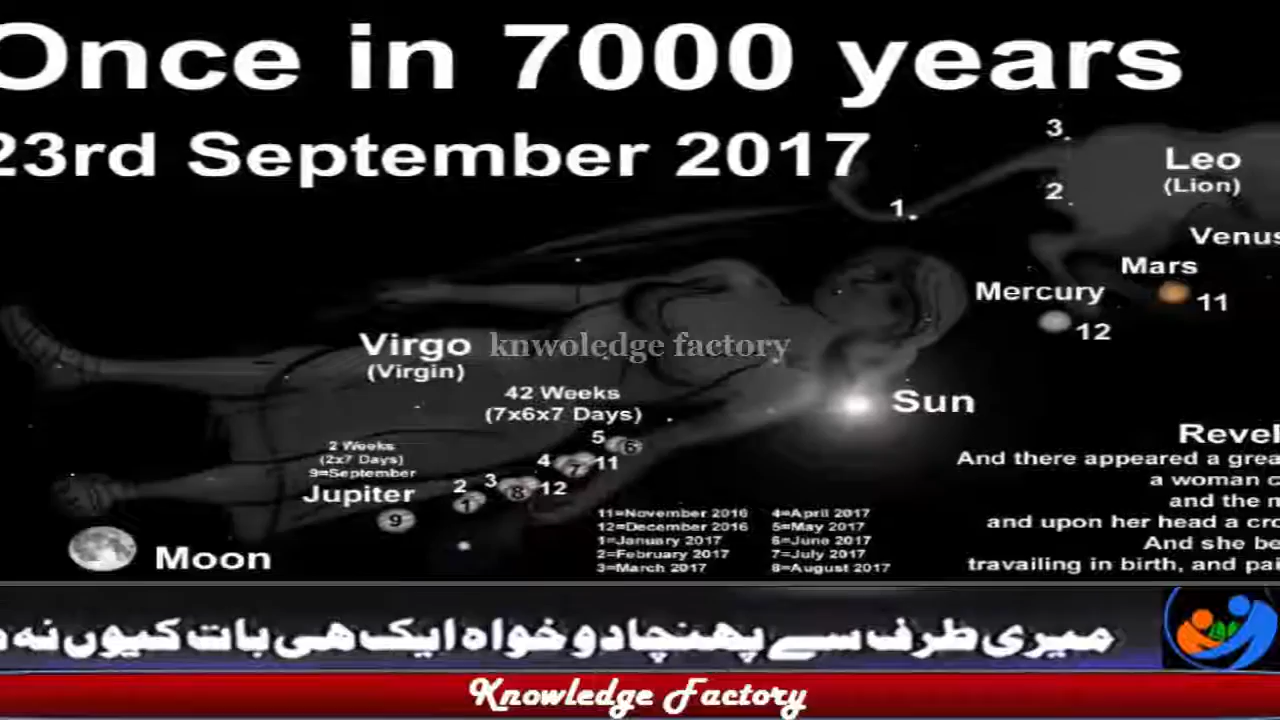 Once in 7000 years
23rd September 2017
3.
Leo
(Lion)
2
1.
Venus
Mars
11
Mercury
12
Virgo
(Virgin)
knwoledge factory
42 Weeks
(7x6x7 Days)
Sun
5 6
4 7 11
3 8 12
2 1
2 Weeks
(2x7 Days)
9=September
Jupiter
9
Moon
11=November 2016 4=April 2017
12=December 2016 5=May 2017
1=January 2017 6=June 2017
2=February 2017 7=July 2017
3=March 2017 8=August 2017
Revel
And there appeared a grea
a woman c
and the m
and upon her head a cro
And she be
travailing in birth, and pai
میری طرف سے پھنچادو خواہ ایک ھی بات کیوں نہ
Knowledge Factory